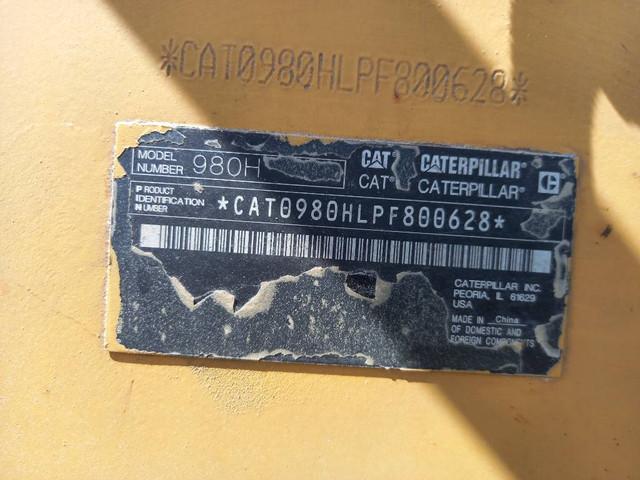 *CAT0980HLPF800628*
MODEL NUMBER 980H
CAT CATERPILLAR
CAT® CATERPILLAR®
PRODUCT IDENTIFICATION NUMBER *CAT0980HLPF800628*
CATERPILLAR INC.
PEORIA, IL 61629
USA
MADE IN China
OF DOMESTIC AND
FOREIGN COMPONENTS